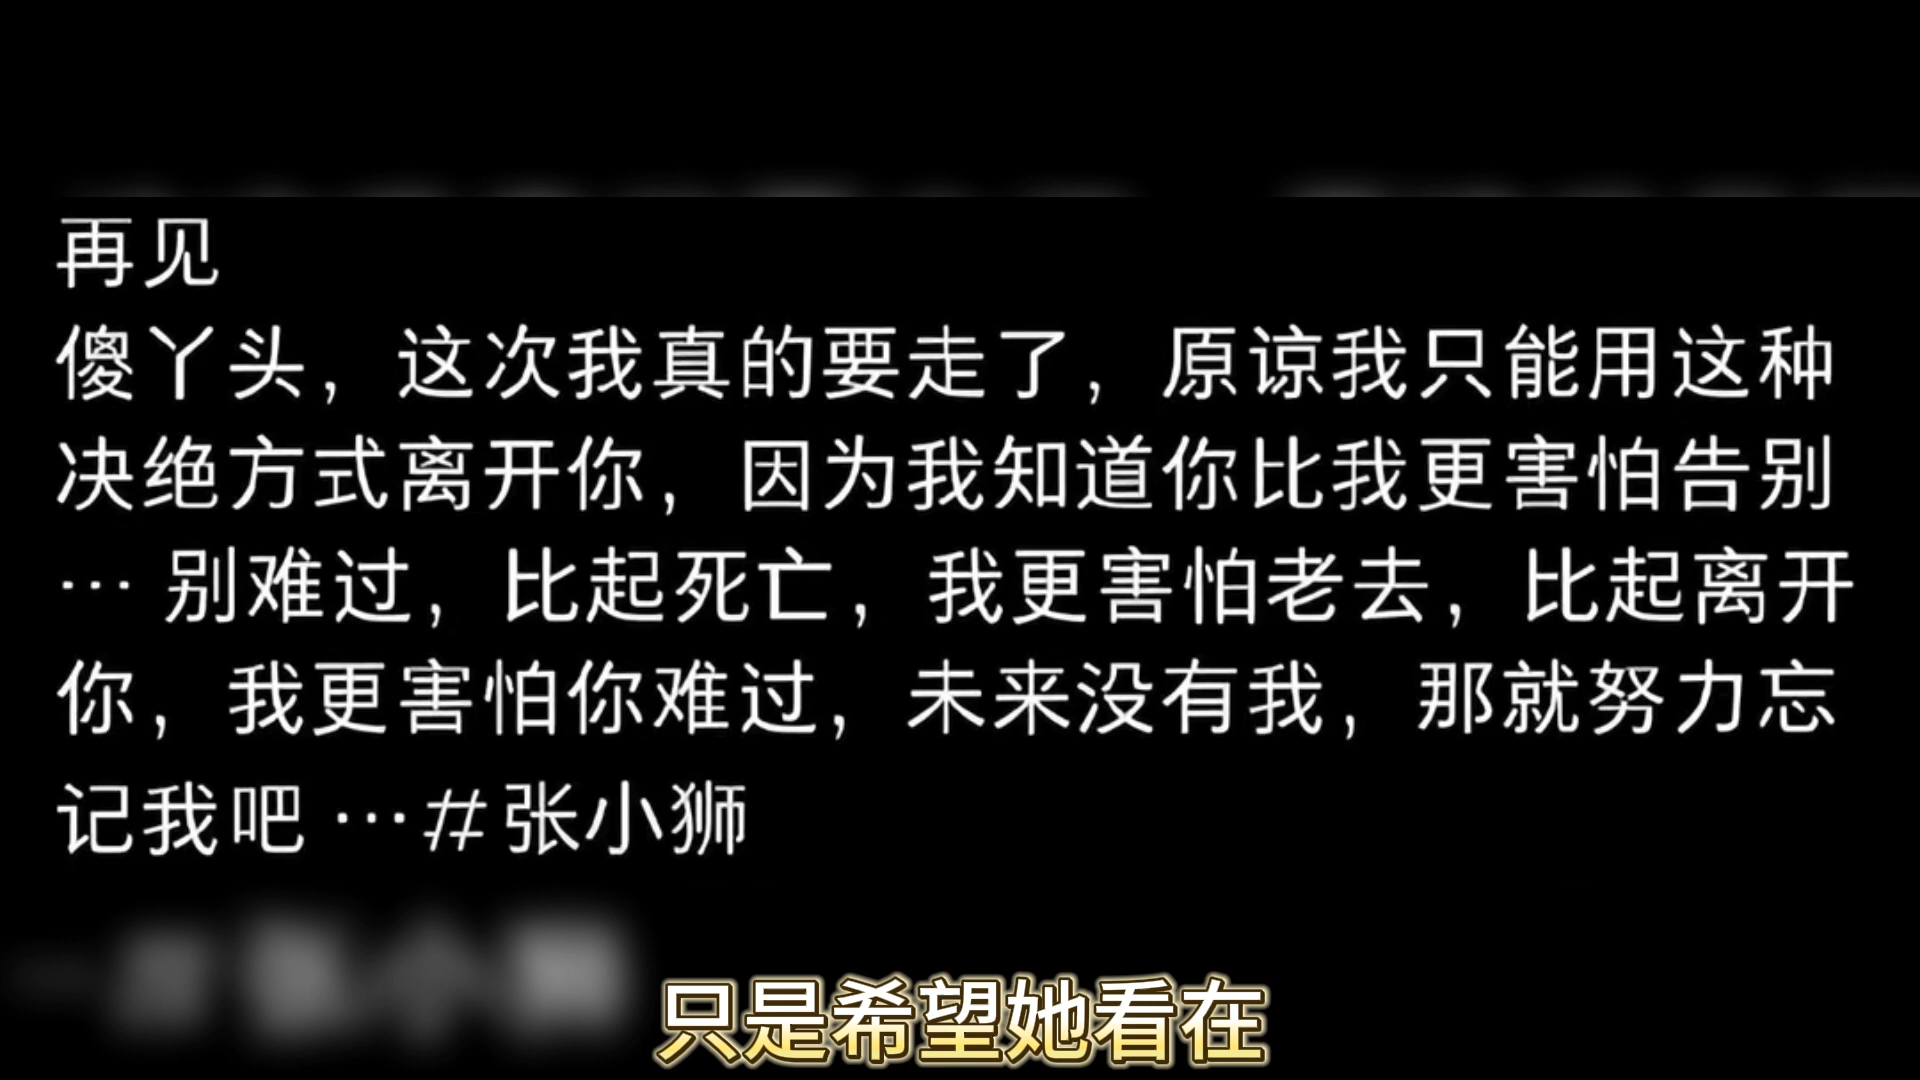 再见
傻丫头，这次我真的要走了，原谅我只能用这种
决绝方式离开你，因为我知道你比我更害怕告别
… 别难过，比起死亡，我更害怕老去，比起离开
你，我更害怕你难过，未来没有我，那就努力忘
记我吧 …#张小狮
只是希望她看在